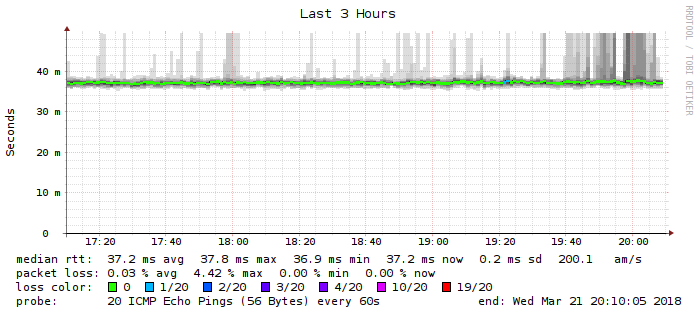 Last 3 Hours
RRDTOOL / TOBI OETIKER
Seconds
40 m
30 m
20 m
10 m
0
17:20 17:40 18:00 18:20 18:40 19:00 19:20 19:40 20:00
median rtt: 37.2 ms avg 37.8 ms max 36.9 ms min 37.2 ms now 0.2 ms sd 200.1 am/s
packet loss: 0.03 % avg 4.42 % max 0.00 % min 0.00 % now
loss color: 0 1/20 2/20 3/20 4/20 10/20 19/20
probe: 20 ICMP Echo Pings (56 Bytes) every 60s end: Wed Mar 21 20:10:05 2018